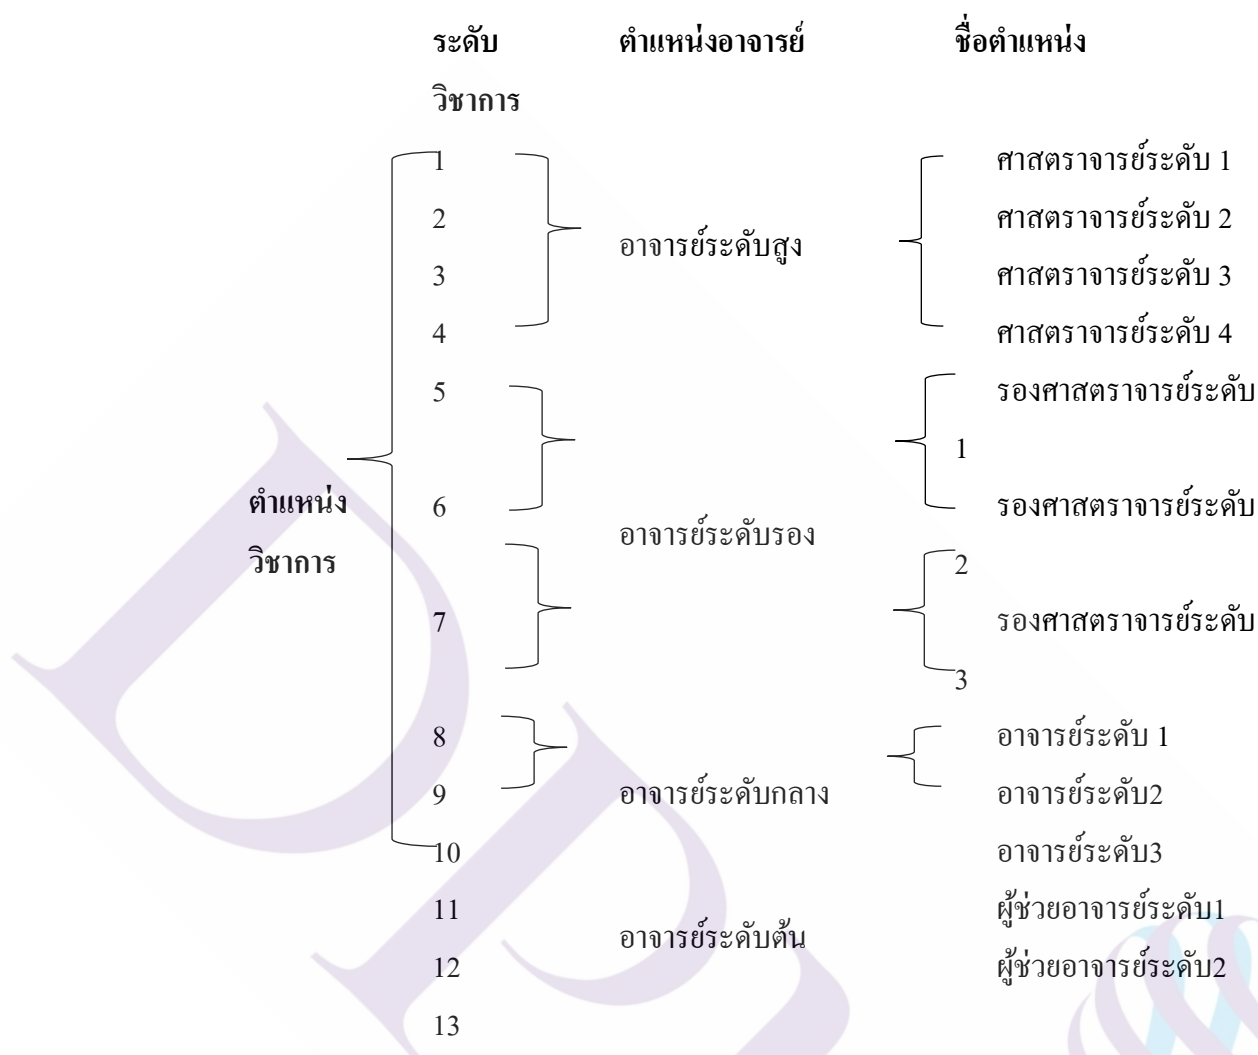 ระดับ ตำแหน่งอาจารย์ ชื่อตำแหน่ง
วิชาการ
1 ศาสตราจารย์ระดับ 1
2 ศาสตราจารย์ระดับ 2
อาจารย์ระดับสูง
3 ศาสตราจารย์ระดับ 3
4 ศาสตราจารย์ระดับ 4
5 รองศาสตราจารย์ระดับ
1
ตำแหน่ง 6 รองศาสตราจารย์ระดับ
อาจารย์ระดับรอง
วิชาการ 2
7 รองศาสตราจารย์ระดับ
3
8 อาจารย์ระดับ 1
9 อาจารย์ระดับกลาง อาจารย์ระดับ2
10 อาจารย์ระดับ3
11 ผู้ช่วยอาจารย์ระดับ1
อาจารย์ระดับต้น
12 ผู้ช่วยอาจารย์ระดับ2
13